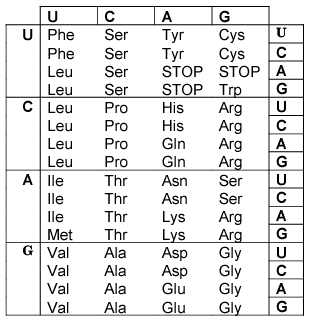 U C A G
U Phe Ser Tyr Cys U
Phe Ser Tyr Cys C
Leu Ser STOP STOP A
Leu Ser STOP Trp G
C Leu Pro His Arg U
Leu Pro His Arg C
Leu Pro Gln Arg A
Leu Pro Gln Arg G
A Ile Thr Asn Ser U
Ile Thr Asn Ser C
Ile Thr Lys Arg A
Met Thr Lys Arg G
G Val Ala Asp Gly U
Val Ala Asp Gly C
Val Ala Glu Gly A
Val Ala Glu Gly G